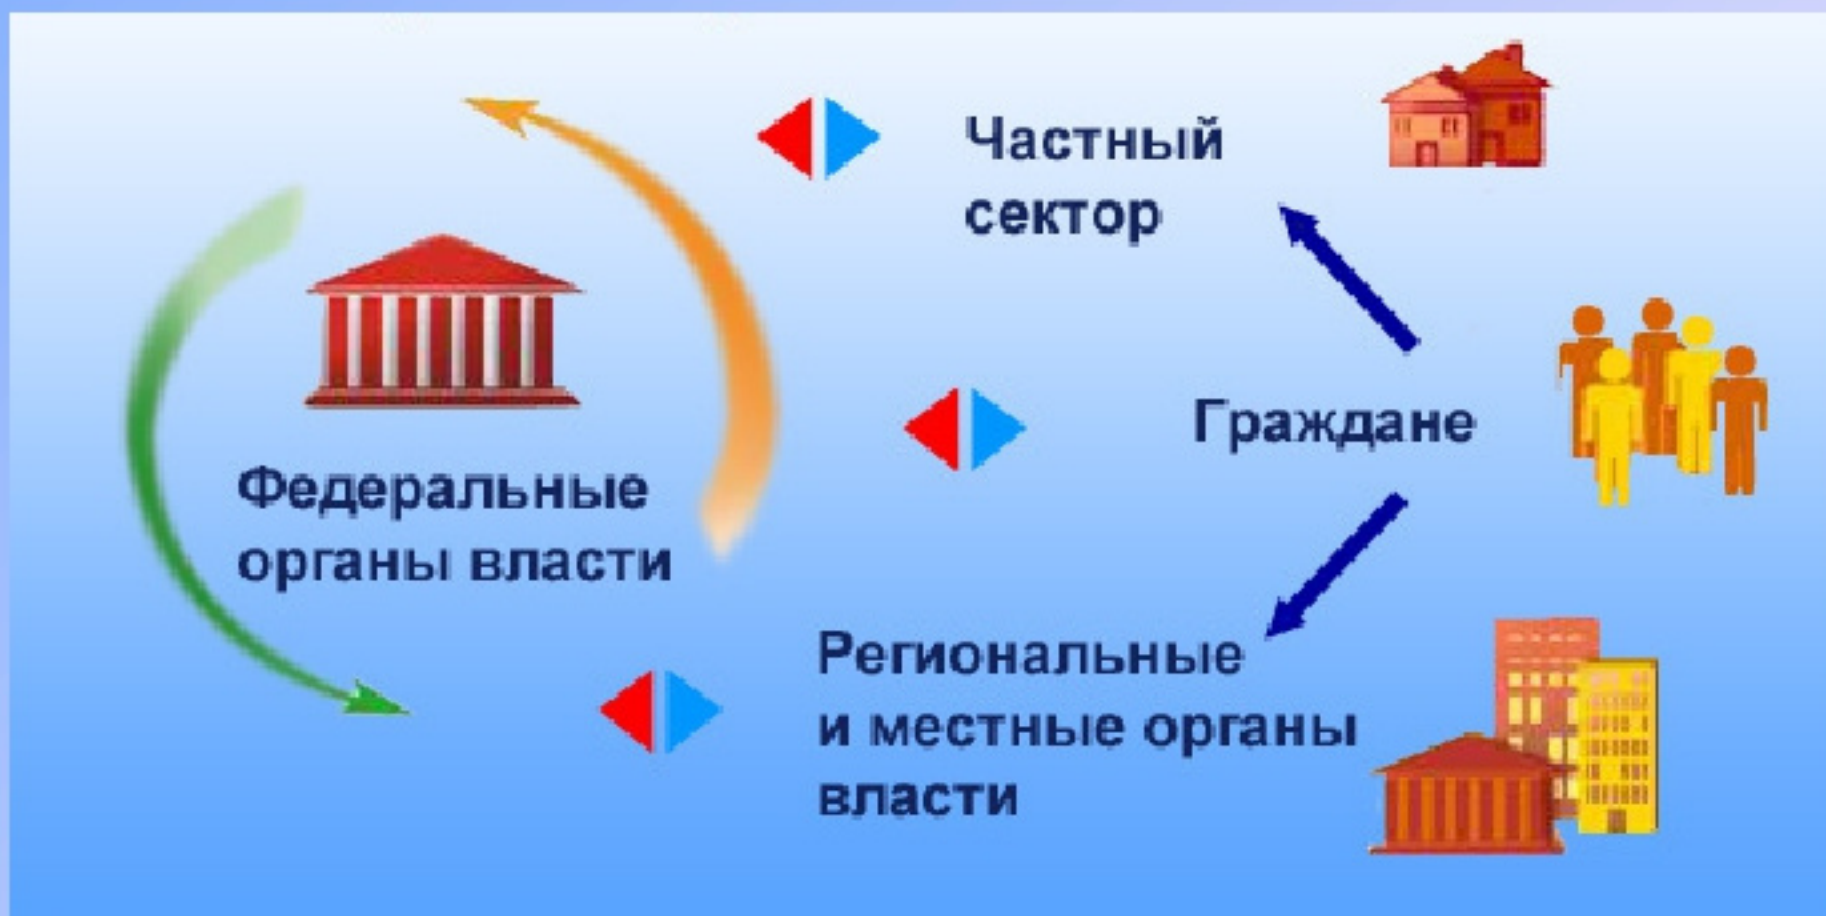 Частный
сектор
Граждане
Федеральные
органы власти
Региональные
и местные органы
власти